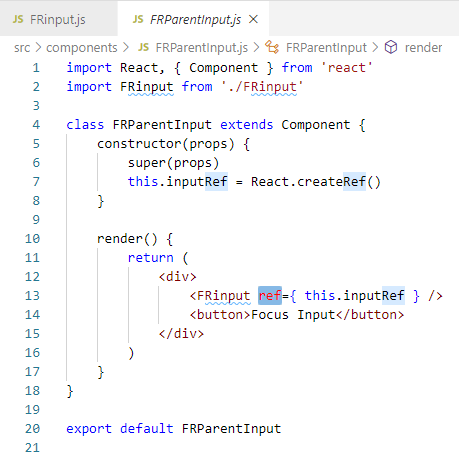 JS FRinput.js JS FRParentInput.js ×
src > components > JS FRParentInput.js > FRParentInput > render
1 import React, { Component } from 'react'
2 import FRinput from './FRinput'
3
4 class FRParentInput extends Component {
5 constructor(props) {
6 super(props)
7 this.inputRef = React.createRef()
8 }
9
10 render() {
11 return (
12 <div>
13 <FRinput ref={ this.inputRef } />
14 <button>Focus Input</button>
15 </div>
16 )
17 }
18 }
19
20 export default FRParentInput
21